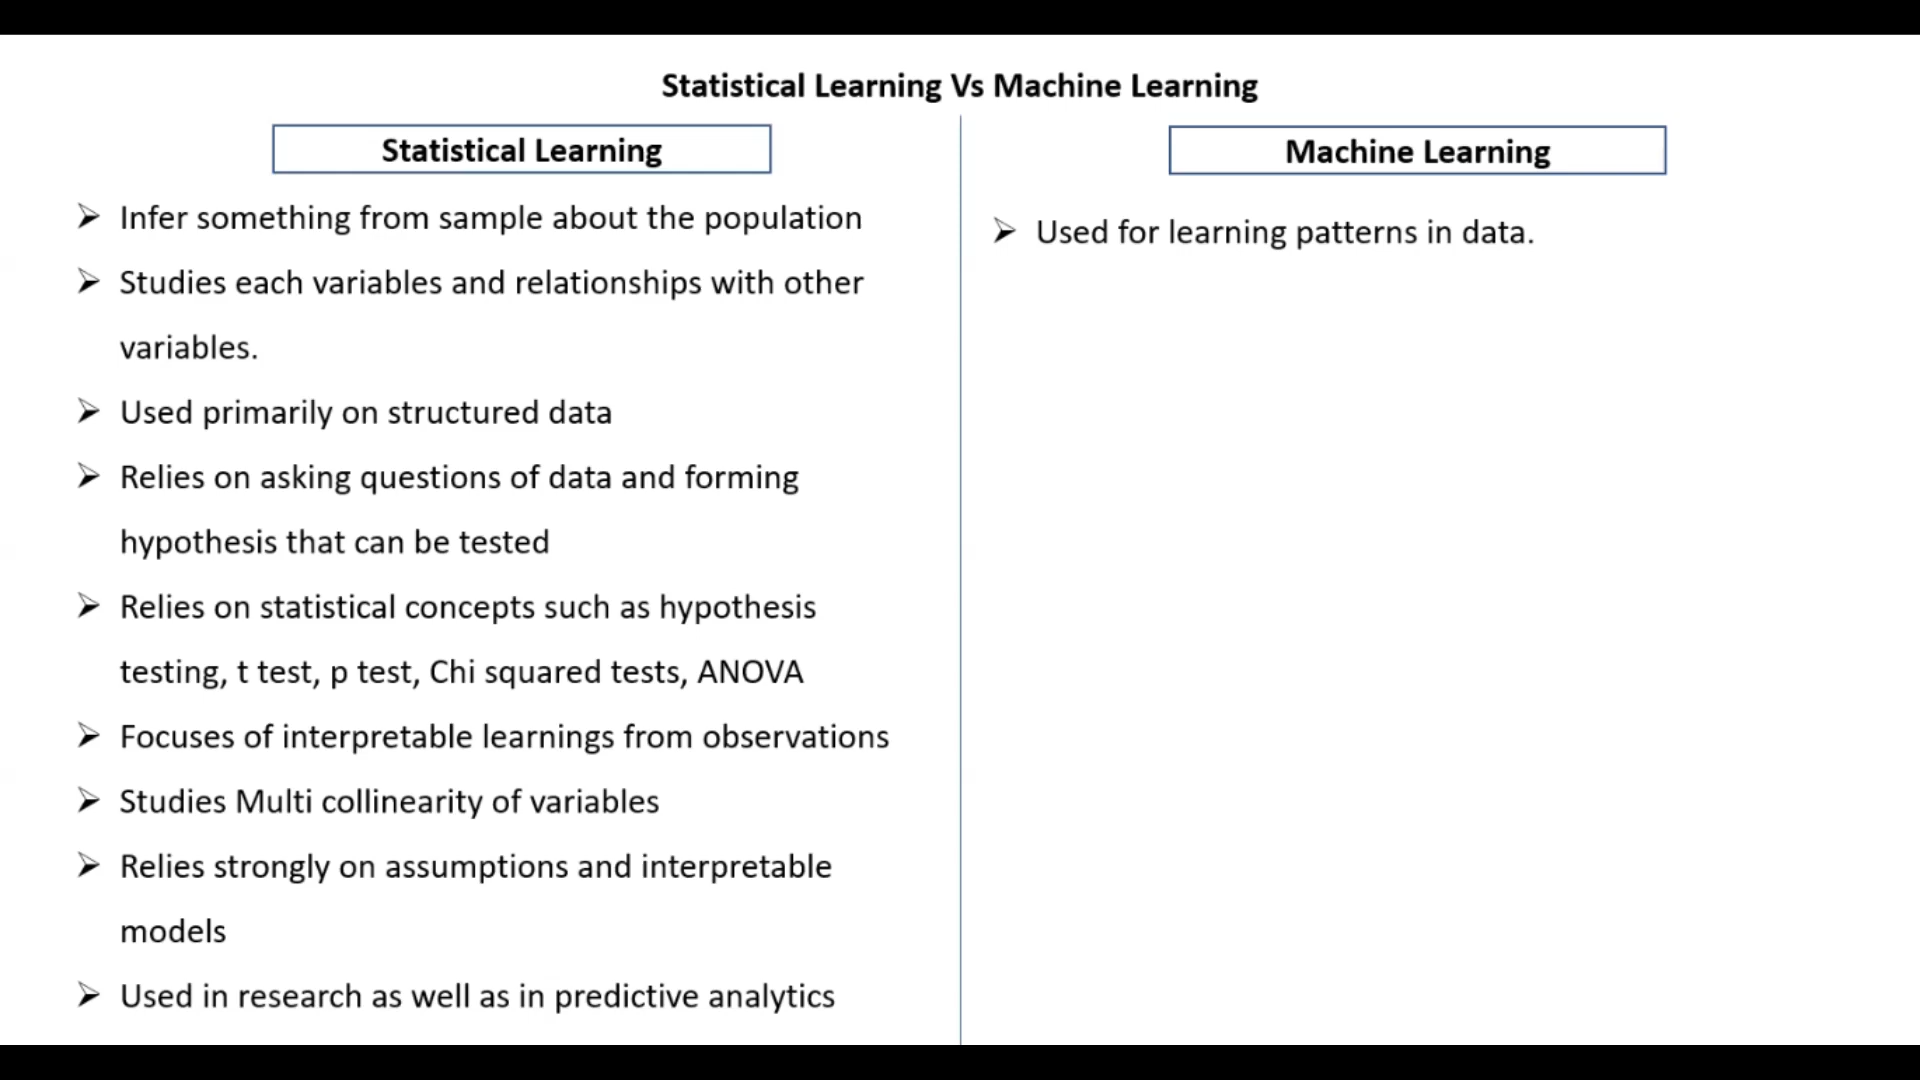 Statistical Learning Vs Machine Learning
Statistical Learning
Infer something from sample about the population
Studies each variables and relationships with other
variables.
Used primarily on structured data
Relies on asking questions of data and forming
hypothesis that can be tested
Relies on statistical concepts such as hypothesis
testing, t test, p test, Chi squared tests, ANOVA
Focuses of interpretable learnings from observations
Studies Multi collinearity of variables
Relies strongly on assumptions and interpretable
models
Used in research as well as in predictive analytics
Machine Learning
Used for learning patterns in data.